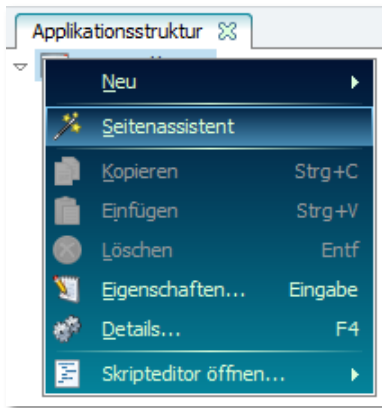 Applikationsstruktur
Neu
Seitenassistent
Kopieren Strg+C
Einfügen Strg+V
Löschen Entf
Eigenschaften... Eingabe
Details... F4
Skripteditor öffnen...